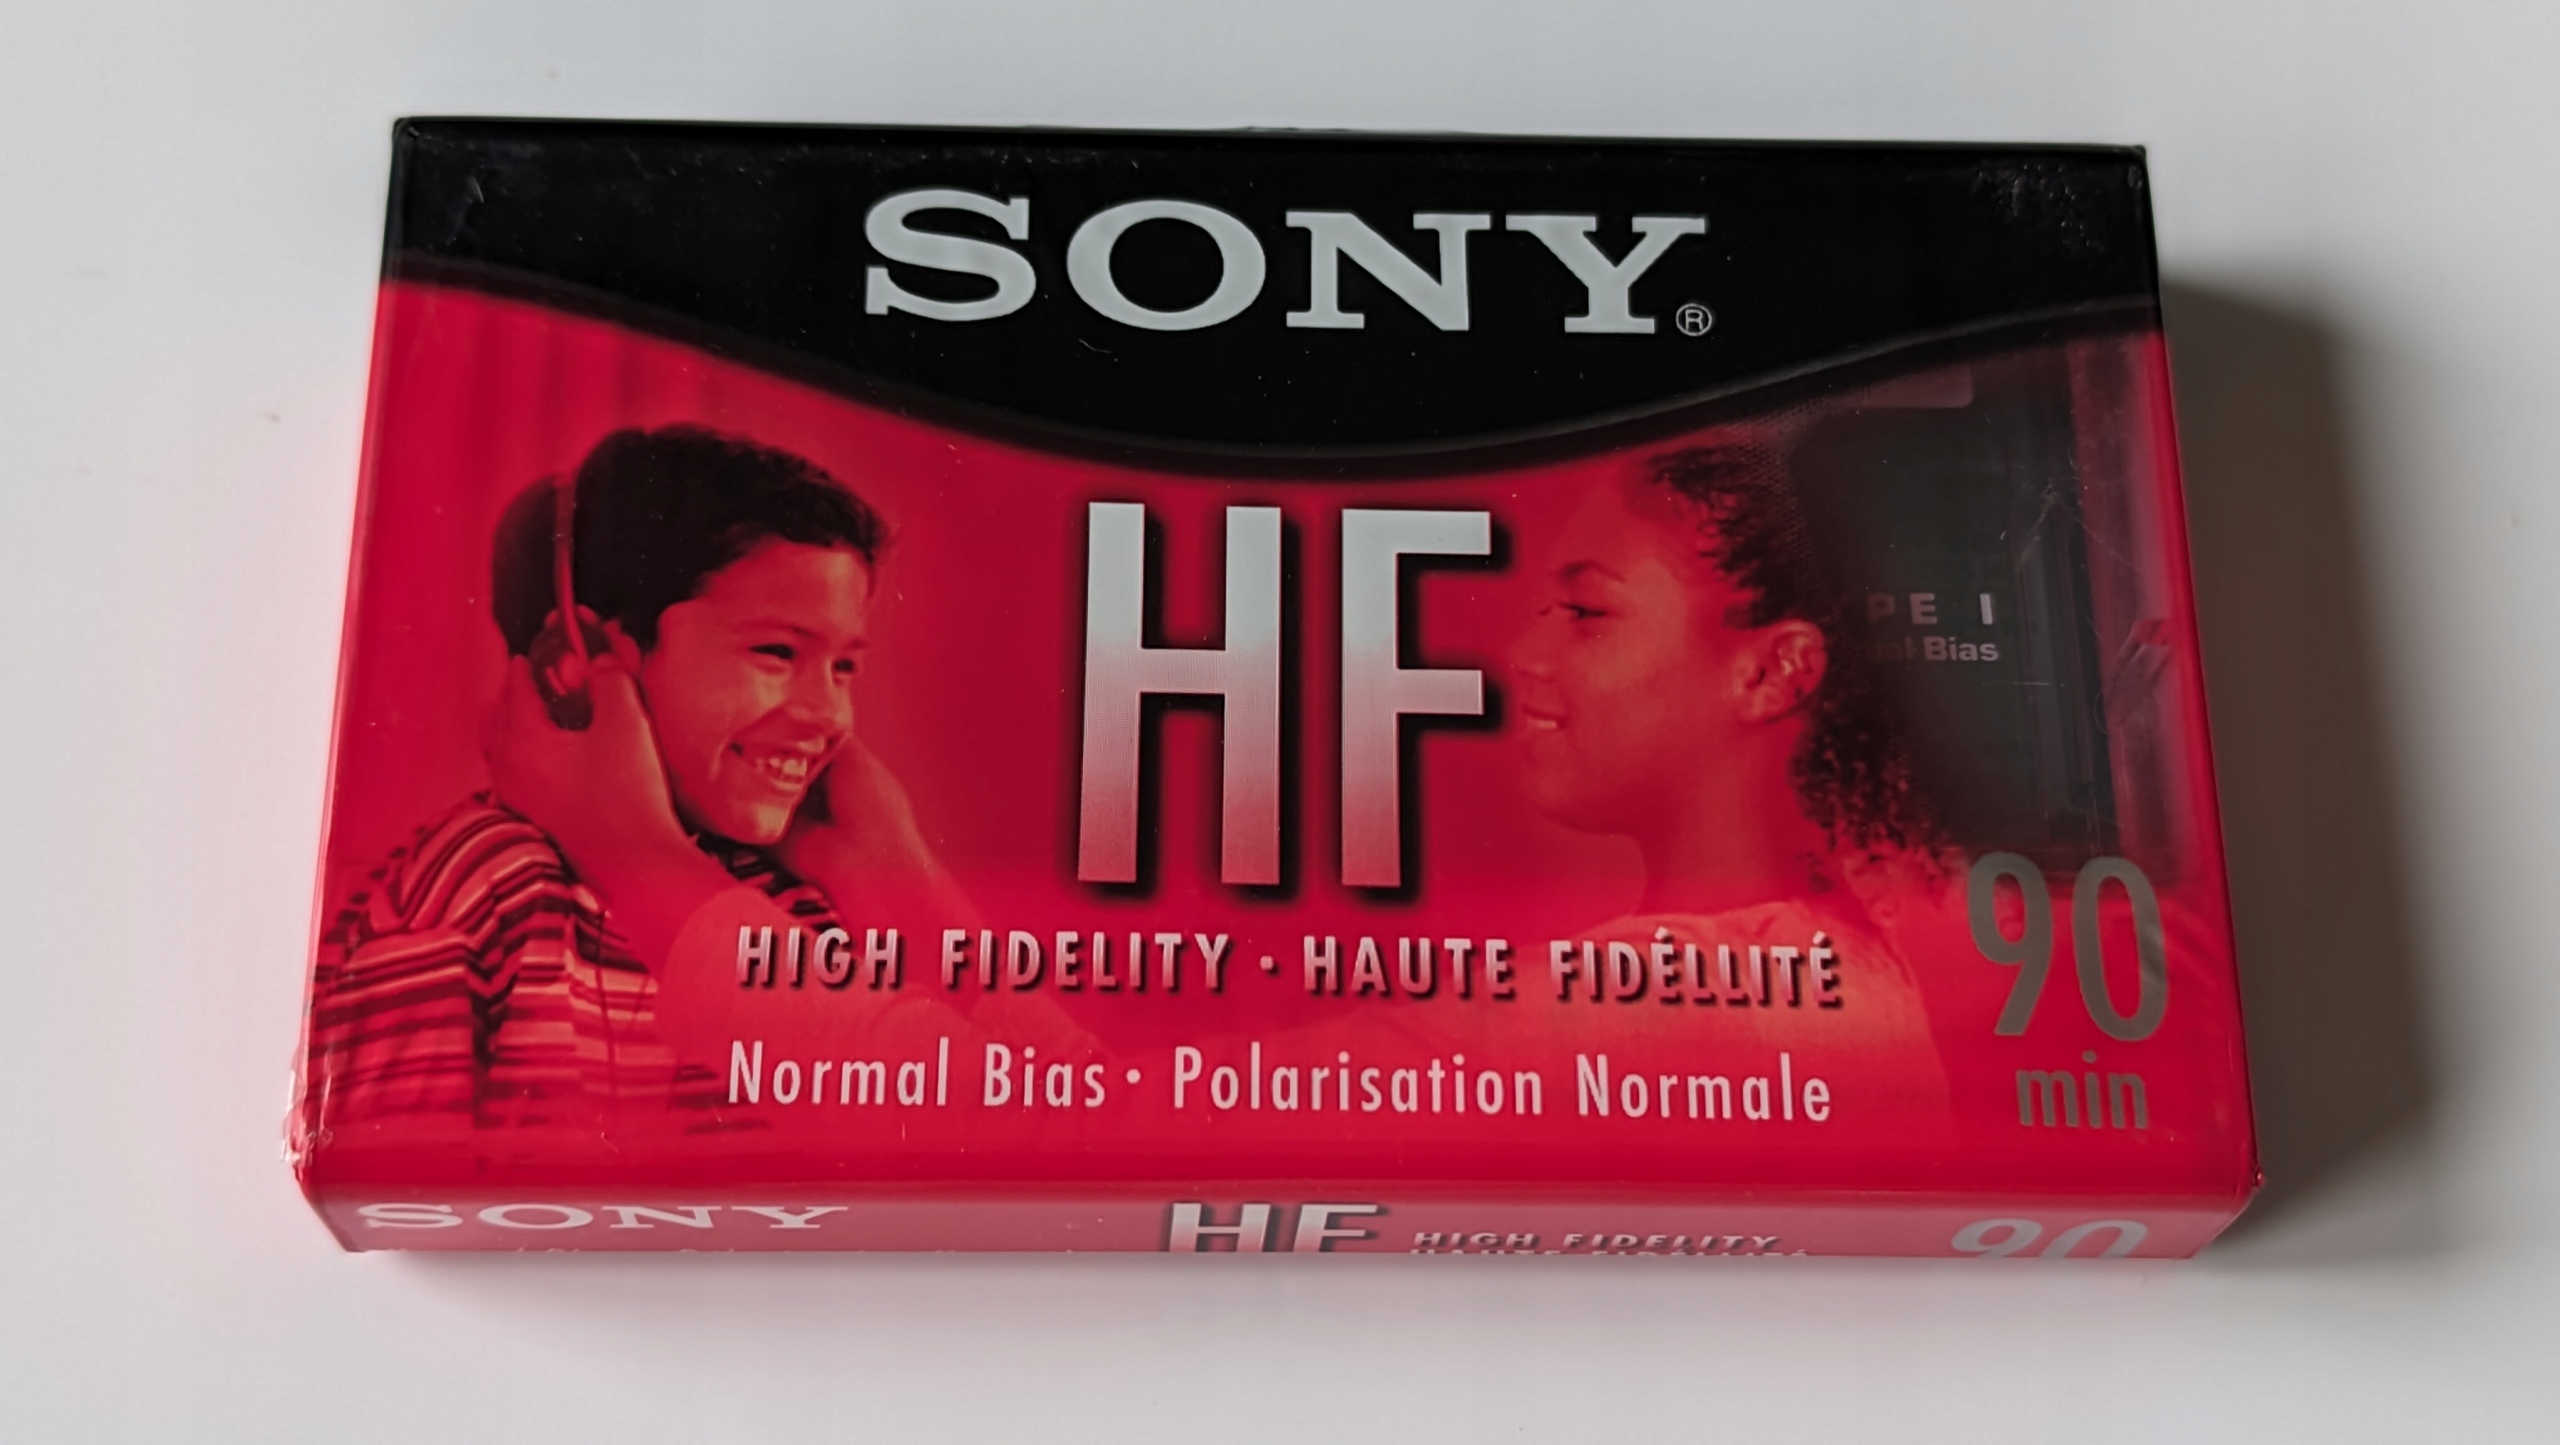 SONY®
HF
PE I
Bias
HIGH FIDELITY · HAUTE FIDÉLLITÉ
Normal Bias · Polarisation Normale
90
min
SONY
HF
HIGH FIDELITY
90